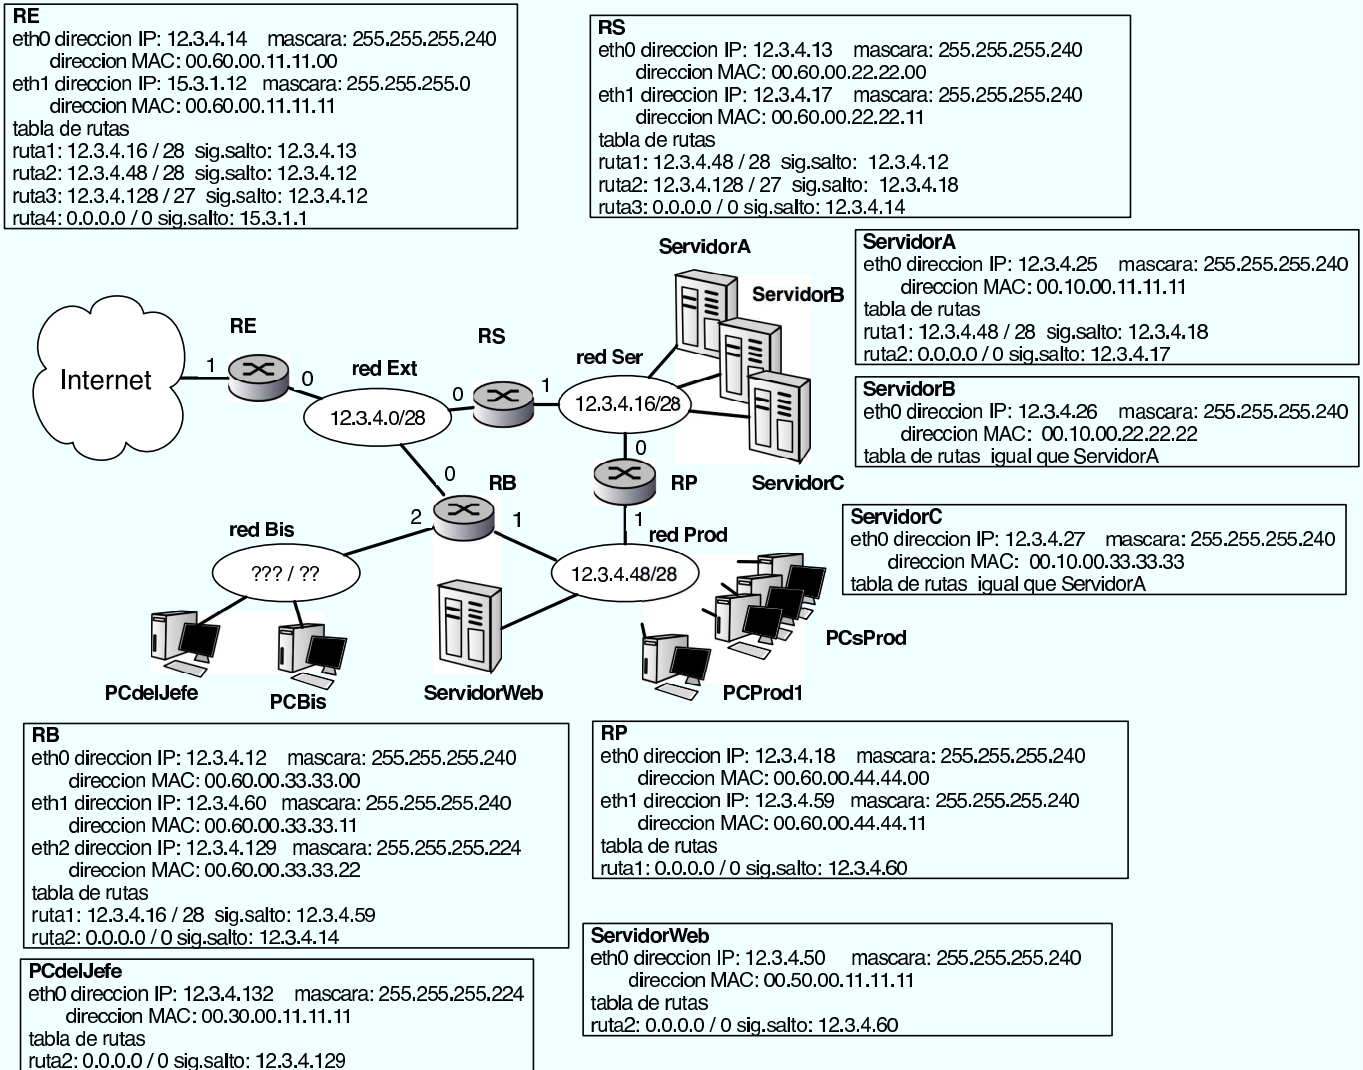 RE
eth0 direccion IP: 12.3.4.14 mascara: 255.255.255.240
direccion MAC: 00.60.00.11.11.00
eth1 direccion IP: 15.3.1.12 mascara: 255.255.255.0
direccion MAC: 00.60.00.11.11.11
tabla de rutas
ruta1: 12.3.4.16 / 28 sig.salto: 12.3.4.13
ruta2: 12.3.4.48 / 28 sig.salto: 12.3.4.12
ruta3: 12.3.4.128 / 27 sig.salto: 12.3.4.12
ruta4: 0.0.0.0 / 0 sig.salto: 15.3.1.1
RS
eth0 direccion IP: 12.3.4.13 mascara: 255.255.255.240
direccion MAC: 00.60.00.22.22.00
eth1 direccion IP: 12.3.4.17 mascara: 255.255.255.240
direccion MAC: 00.60.00.22.22.11
tabla de rutas
ruta1: 12.3.4.48 / 28 sig.salto: 12.3.4.12
ruta2: 12.3.4.128 / 27 sig.salto: 12.3.4.18
ruta3: 0.0.0.0 / 0 sig.salto: 12.3.4.14
ServidorA
eth0 direccion IP: 12.3.4.25 mascara: 255.255.255.240
direccion MAC: 00.10.00.11.11.11
tabla de rutas
ruta1: 12.3.4.48 / 28 sig.salto: 12.3.4.18
ruta2: 0.0.0.0 / 0 sig.salto: 12.3.4.17
ServidorB
eth0 direccion IP: 12.3.4.26 mascara: 255.255.255.240
direccion MAC: 00.10.00.22.22.22
tabla de rutas igual que ServidorA
ServidorC
eth0 direccion IP: 12.3.4.27 mascara: 255.255.255.240
direccion MAC: 00.10.00.33.33.33
tabla de rutas igual que ServidorA
ServidorA
ServidorB
ServidorC
Internet
1
RE
0
red Ext
12.3.4.0/28
0
RS
1
red Ser
12.3.4.16/28
0
RP
1
0
RB
2
1
red Bis
??? / ??
red Prod
12.3.4.48/28
PCdelJefe
PCBis
ServidorWeb
PCProd1
PCsProd
RB
eth0 direccion IP: 12.3.4.12 mascara: 255.255.255.240
direccion MAC: 00.60.00.33.33.00
eth1 direccion IP: 12.3.4.60 mascara: 255.255.255.240
direccion MAC: 00.60.00.33.33.11
eth2 direccion IP: 12.3.4.129 mascara: 255.255.255.224
direccion MAC: 00.60.00.33.33.22
tabla de rutas
ruta1: 12.3.4.16 / 28 sig.salto: 12.3.4.59
ruta2: 0.0.0.0 / 0 sig.salto: 12.3.4.14
RP
eth0 direccion IP: 12.3.4.18 mascara: 255.255.255.240
direccion MAC: 00.60.00.44.44.00
eth1 direccion IP: 12.3.4.59 mascara: 255.255.255.240
direccion MAC: 00.60.00.44.44.11
tabla de rutas
ruta1: 0.0.0.0 / 0 sig.salto: 12.3.4.60
ServidorWeb
eth0 direccion IP: 12.3.4.50 mascara: 255.255.255.240
direccion MAC: 00.50.00.11.11.11
tabla de rutas
ruta2: 0.0.0.0 / 0 sig.salto: 12.3.4.60
PCdelJefe
eth0 direccion IP: 12.3.4.132 mascara: 255.255.255.224
direccion MAC: 00.30.00.11.11.11
tabla de rutas
ruta2: 0.0.0.0 / 0 sig.salto: 12.3.4.129